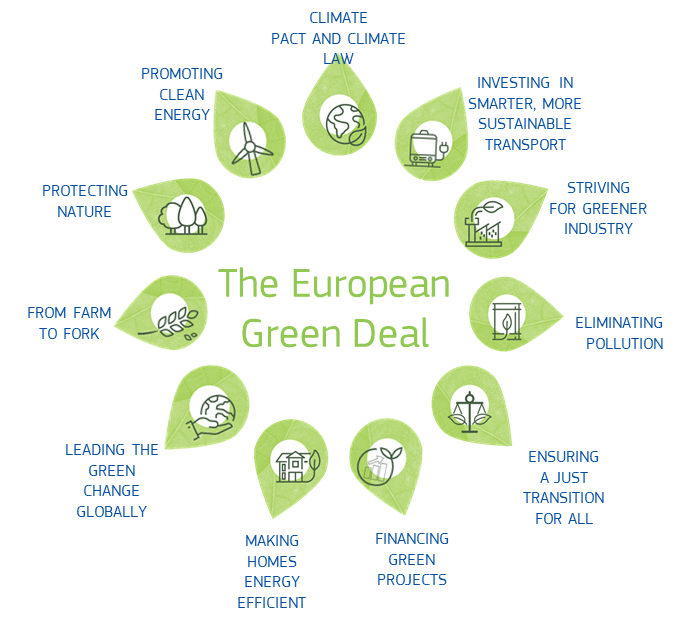 CLIMATE
PACT AND CLIMATE
LAW
INVESTING IN
SMARTER, MORE
SUSTAINABLE
TRANSPORT
STRIVING
FOR GREENER
INDUSTRY
ELIMINATING
POLLUTION
ENSURING
A JUST
TRANSITION
FOR ALL
FINANCING
GREEN
PROJECTS
MAKING
HOMES
ENERGY
EFFICIENT
LEADING THE
GREEN
CHANGE
GLOBALLY
FROM FARM
TO FORK
PROTECTING
NATURE
PROMOTING
CLEAN
ENERGY
The European
Green Deal